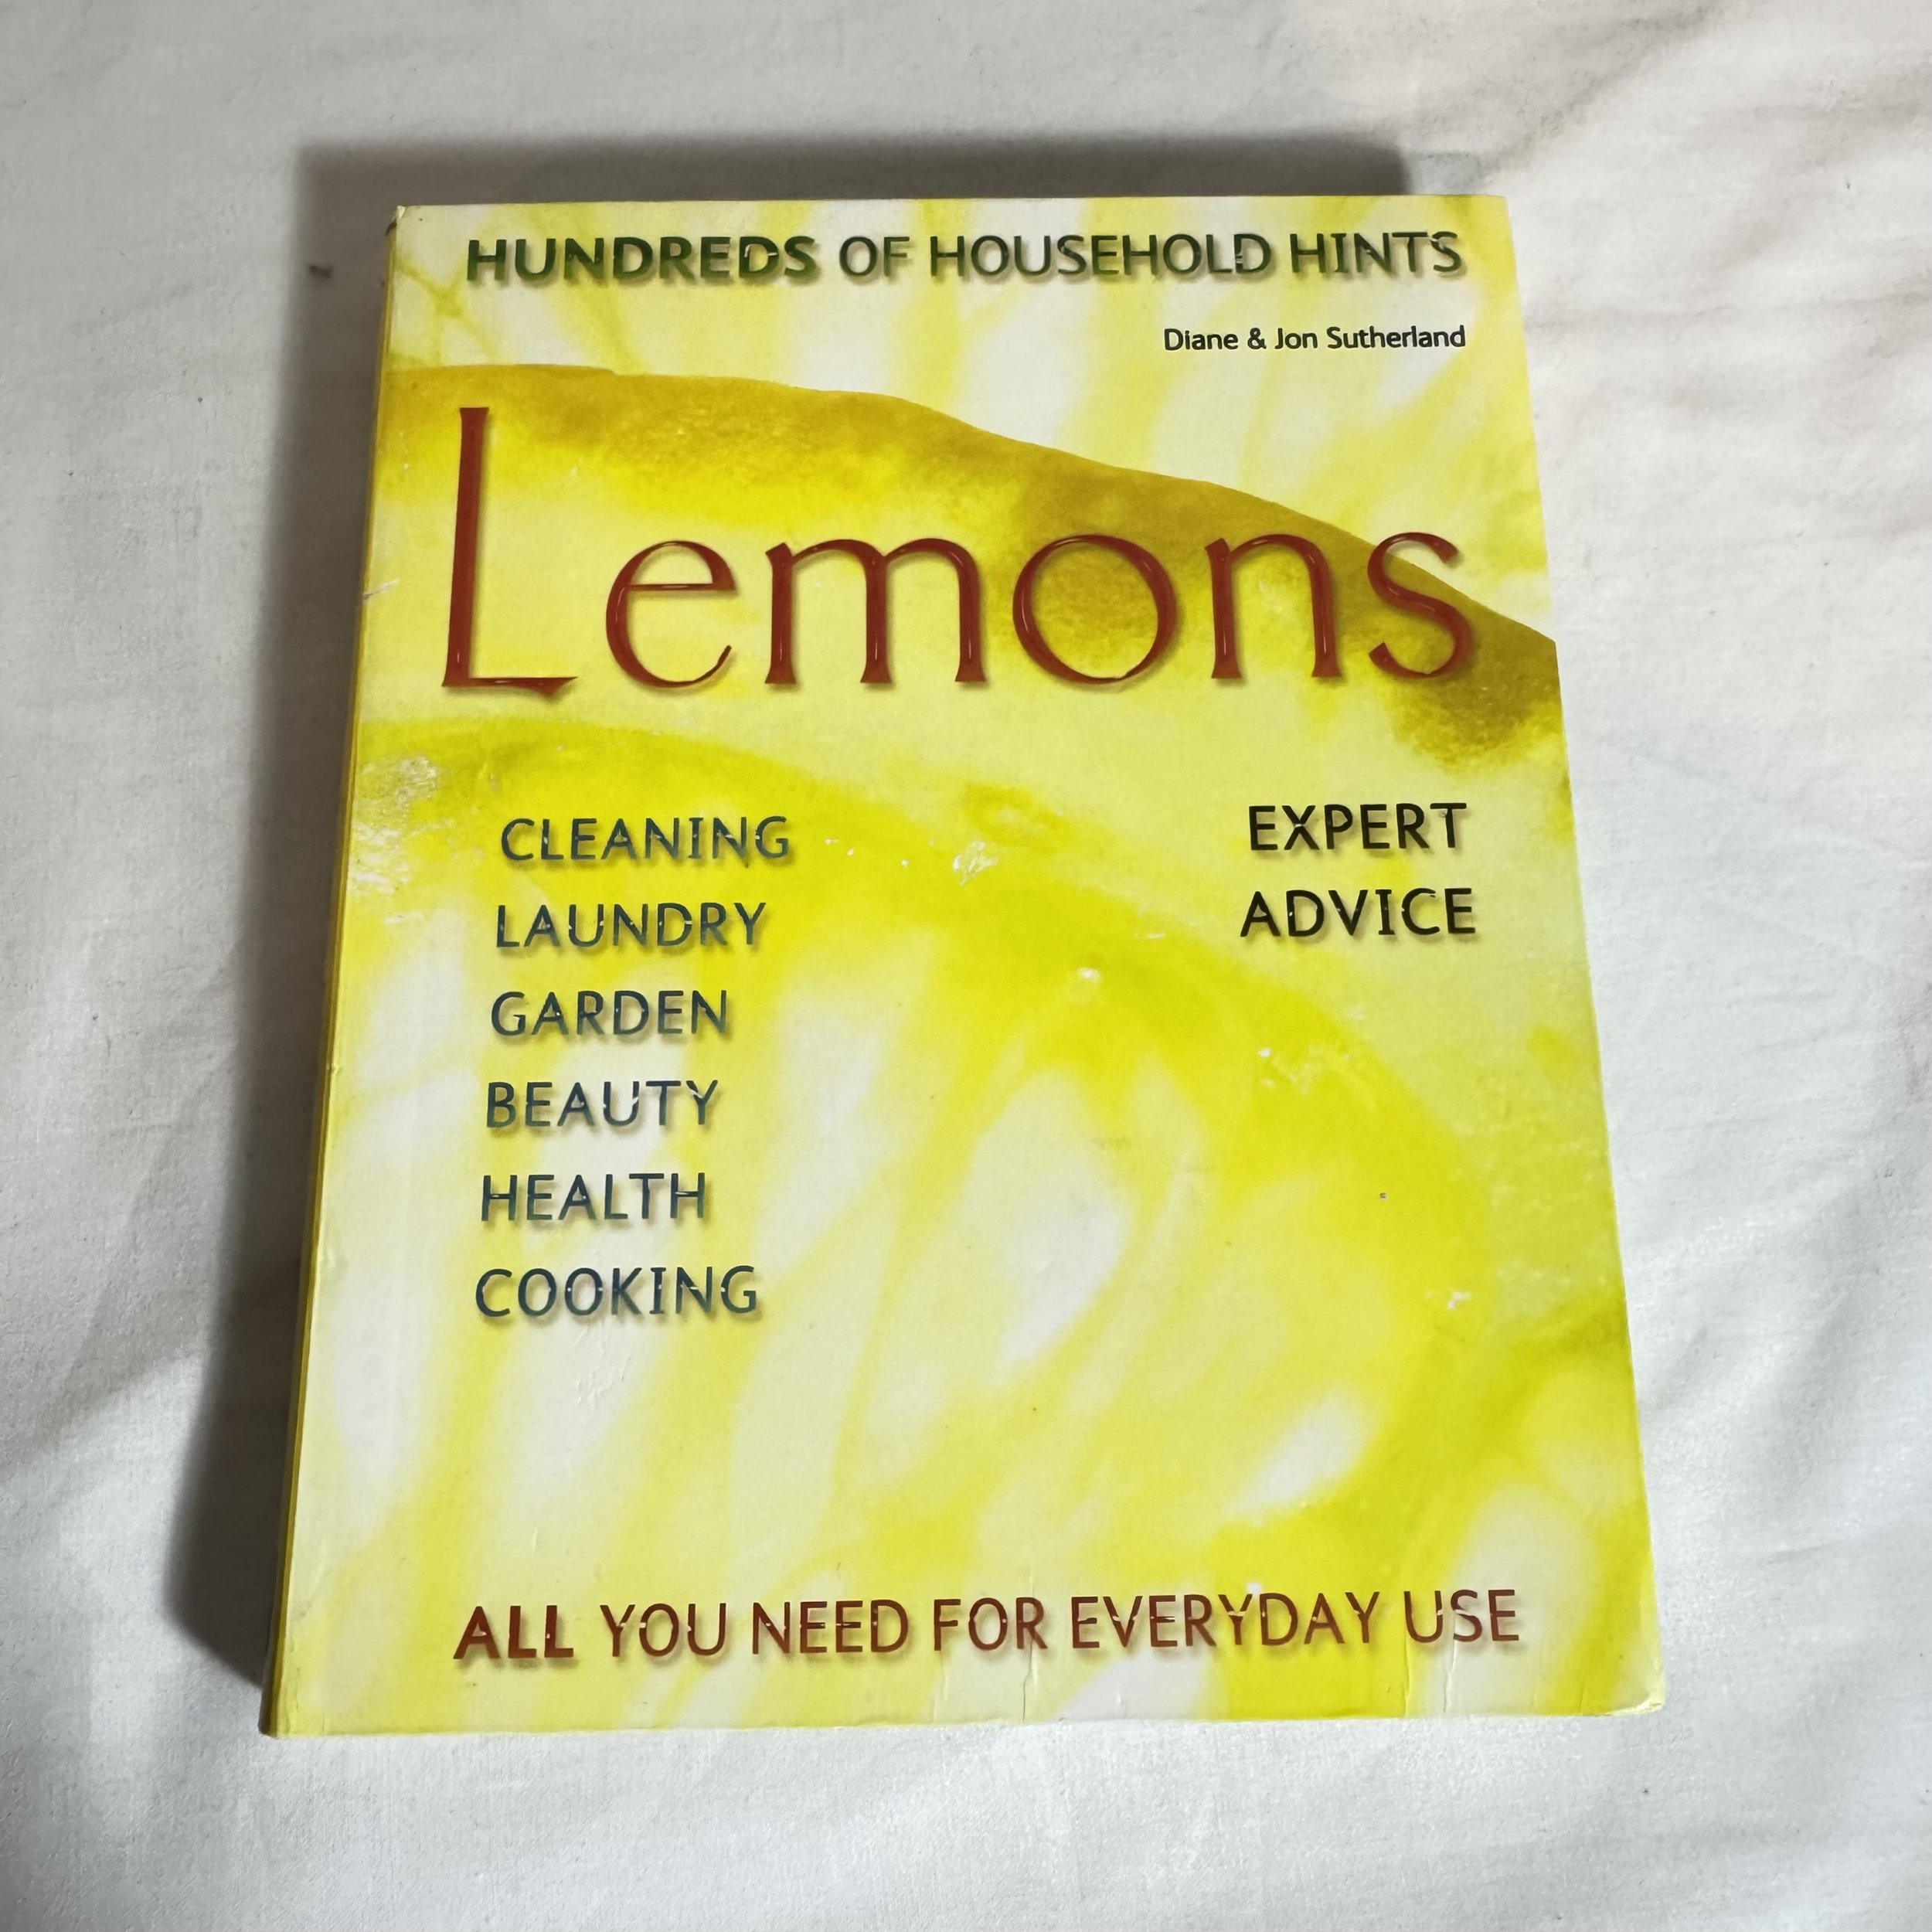 HUNDREDS OF HOUSEHOLD HINTS
Diane & Jon Sutherland
Lemons
CLEANING
LAUNDRY
GARDEN
BEAUTY
HEALTH
COOKING
EXPERT
ADVICE
ALL YOU NEED FOR EVERYDAY USE